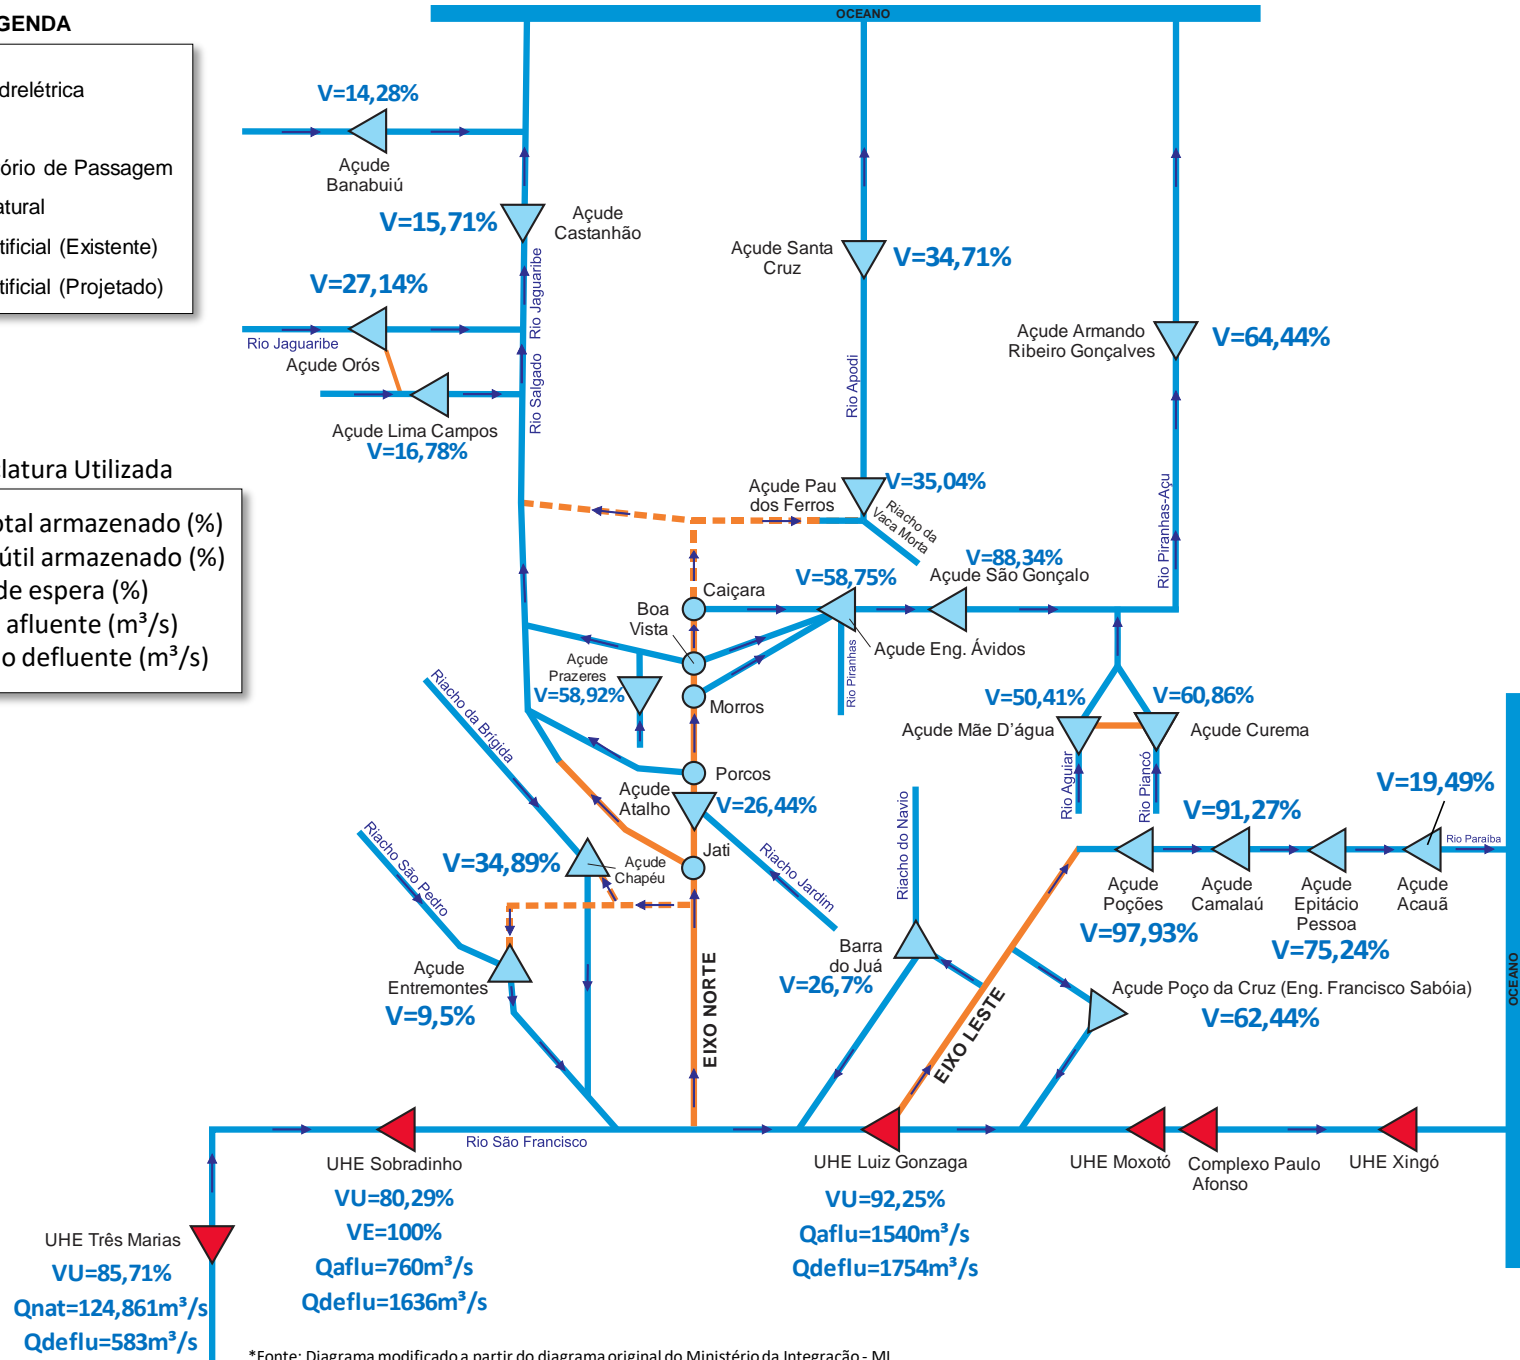 OCEANO
GENDA
drelétrica
ório de Passagem
atural
tificial (Existente)
tificial (Projetado)
V=14,28%
Açude
Banabuiú
V=15,71%
Açude
Castanhão
Rio Jaguaribe
V=27,14%
Rio Jaguaribe
Açude Orós
Rio Salgado
Açude Lima Campos
V=16,78%
Açude Santa
Cruz
V=34,71%
Rio Apodi
Açude Armando
Ribeiro Gonçalves
V=64,44%
Rio Piranhas-Açu
clatura Utilizada
otal armazenado (%)
útil armazenado (%)
de espera (%)
afluente (m³/s)
o defluente (m³/s)
Açude Pau
dos Ferros
V=35,04%
Riacho da
Vaca Morta
V=88,34%
Açude São Gonçalo
V=58,75%
Açude Eng. Ávidos
Rio Piranhas
Caiçara
Boa
Vista
Açude
Prazeres
V=58,92%
Morros
Porcos
Açude
Atalho
V=26,44%
Jati
Riacho Jardim
Riacho da Brígida
Riacho São Pedro
V=34,89%
Açude
Chapéu
Açude
Entremontes
V=9,5%
EIXO NORTE
V=50,41%
Açude Mãe D'água
Rio Aguiar
V=60,86%
Açude Curema
Rio Piancó
V=19,49%
V=91,27%
Rio Paraíba
Açude
Poções
V=97,93%
Açude
Camalaú
Açude
Epitácio
Pessoa
V=75,24%
Açude
Acauã
Riacho do Navio
Barra
do Juá
V=26,7%
EIXO LESTE
Açude Poço da Cruz (Eng. Francisco Sabóia)
V=62,44%
OCEANO
Rio São Francisco
UHE Sobradinho
VU=80,29%
VE=100%
Qaflu=760m³/s
Qdeflu=1636m³/s
UHE Luiz Gonzaga
VU=92,25%
Qaflu=1540m³/s
Qdeflu=1754m³/s
UHE Moxotó
Complexo Paulo
Afonso
UHE Xingó
UHE Três Marias
VU=85,71%
Qnat=124,861m³/s
Qdeflu=583m³/s
*Fonte: Diagrama modificado a partir do diagrama original do Ministério da Integração - MI